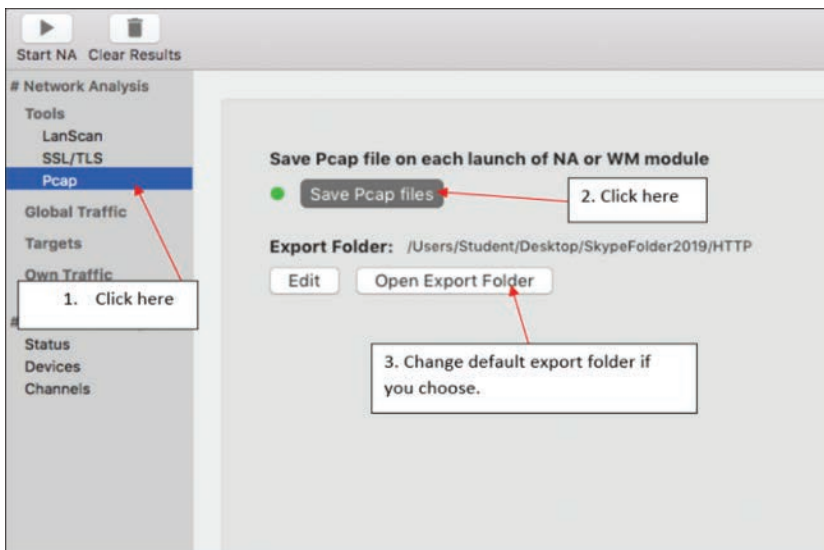 Start NA Clear Results
# Network Analysis
Tools
LanScan
SSL/TLS
Pcap
Global Traffic
Targets
Own Traffic
1. Click here
#
Status
Devices
Channels
Save Pcap file on each launch of NA or WM module
Save Pcap files
2. Click here
Export Folder: /Users/Student/Desktop/SkypeFolder2019/HTTP
Edit Open Export Folder
3. Change default export folder if
you choose.